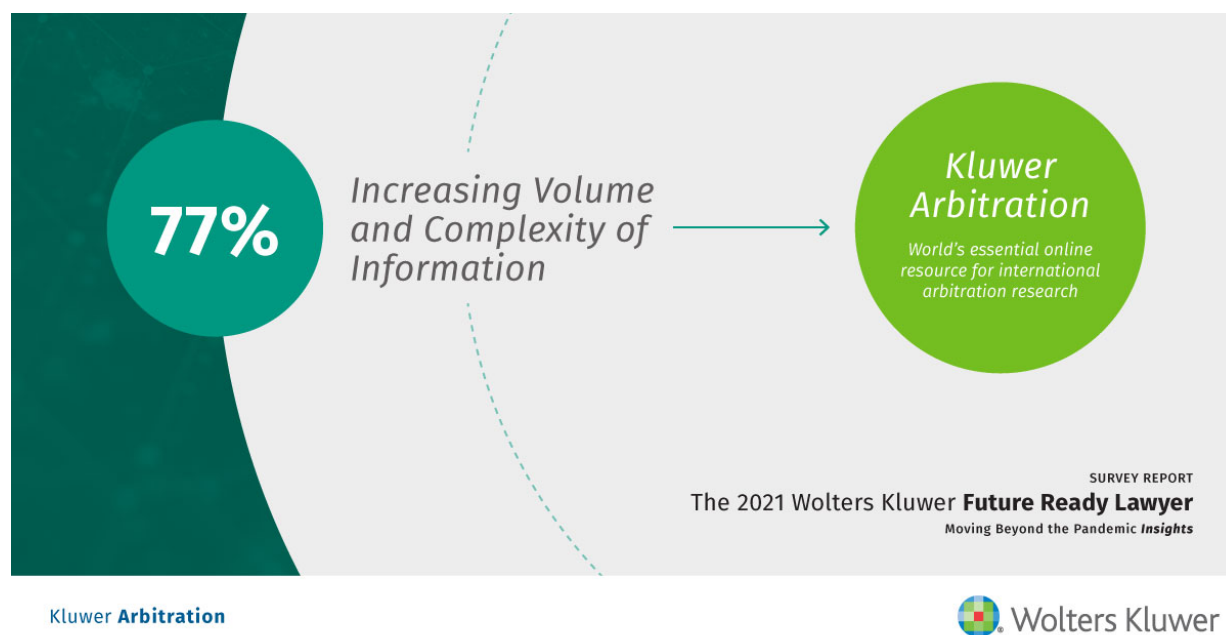 77%
Increasing Volume
and Complexity of
Information
Kluwer
Arbitration
World's essential online
resource for international
arbitration research
SURVEY REPORT
The 2021 Wolters Kluwer Future Ready Lawyer
Moving Beyond the Pandemic Insights
Kluwer Arbitration
Wolters Kluwer